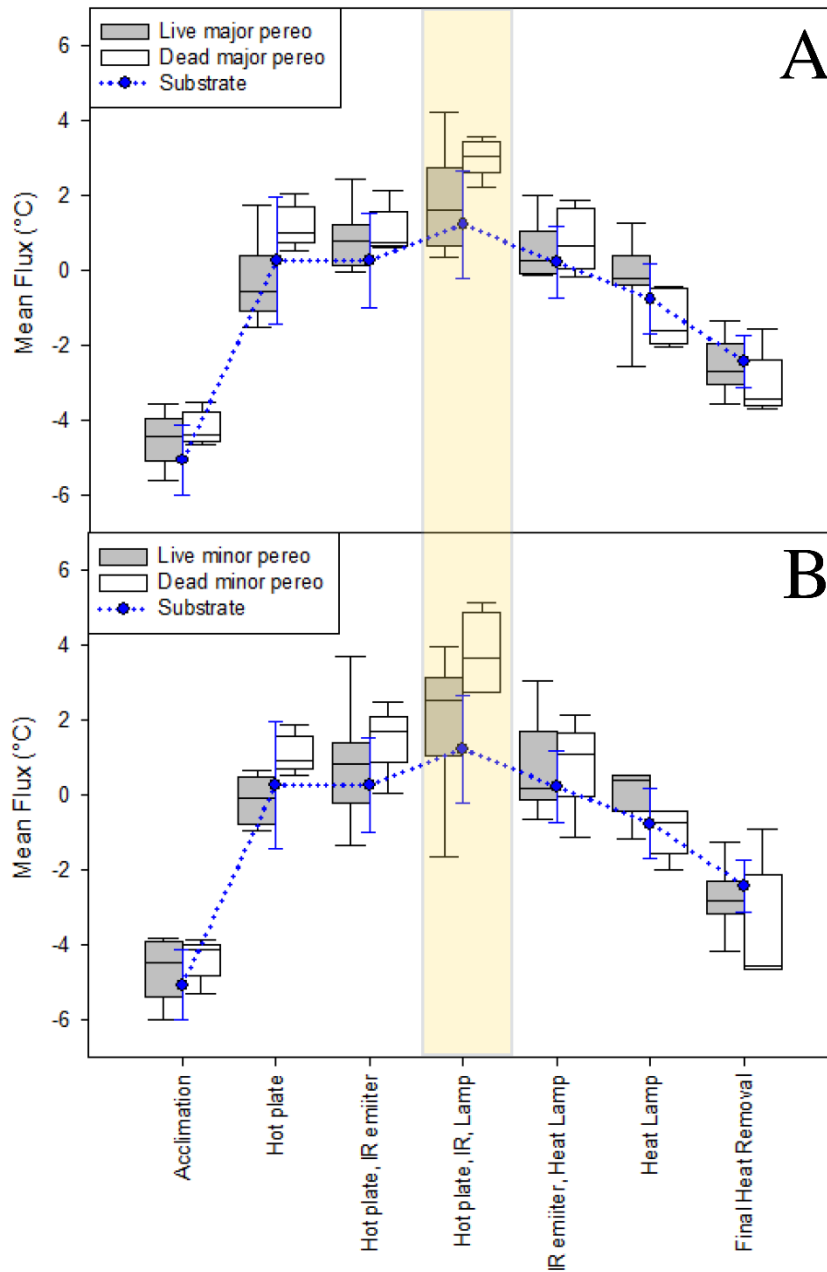 A
Live major pereo
Dead major pereo
Substrate
6
4
2
0
-2
-4
-6
Mean Flux (°C)
B
Live minor pereo
Dead minor pereo
Substrate
6
4
2
0
-2
-4
-6
Mean Flux (°C)
Acclimation
Hot plate
Hot plate, IR emiiter
Hot plate, IR, Lamp
IR emiiter, Heat Lamp
Heat Lamp
Final Heat Removal